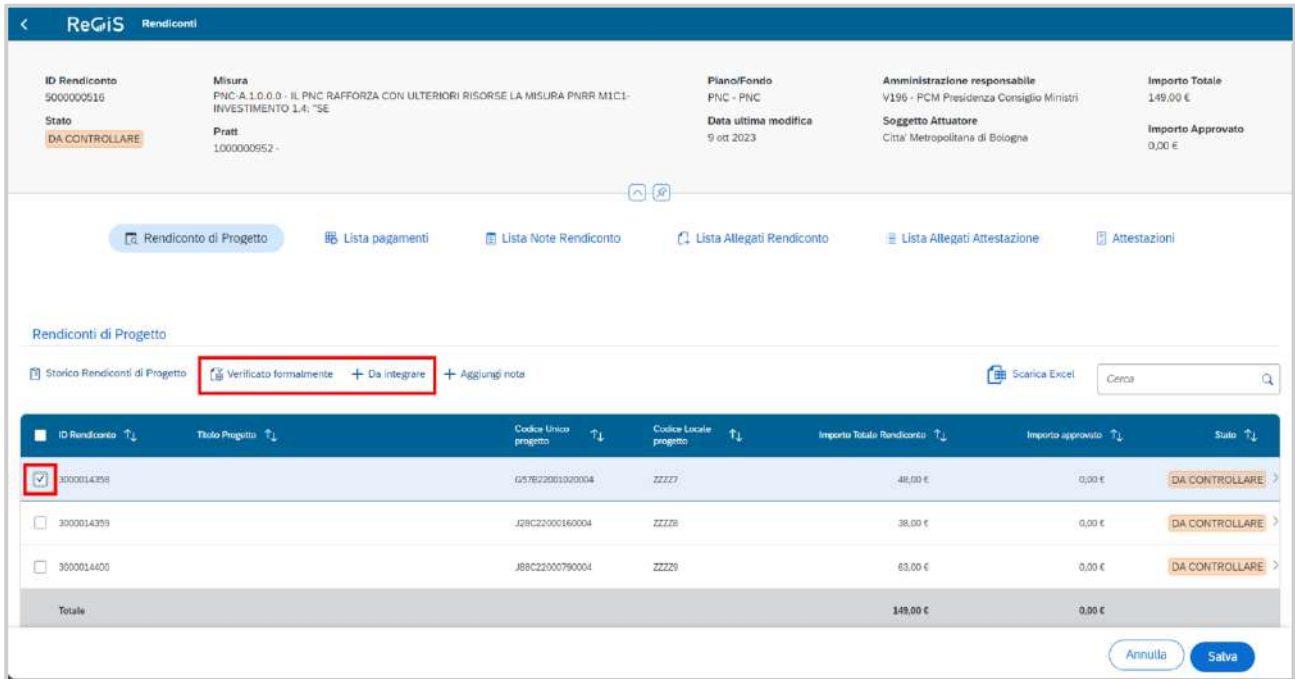 ReGiS Rendiconti
ID Rendiconto
5000000516
Stato
DA CONTROLLARE
Misura
PNC-A.1.0.0.0 - IL PNC RAFFORZA CON ULTERIORI RISORSE LA MISURA PNRR M1C1-
INVESTIMENTO 1.4: "SE
Pratt
1000000952 -
Piano/Fondo
PNC - PNC
Data ultima modifica
9 ott 2023
Amministrazione responsabile
V196 - PCM Presidenza Consiglio Ministri
Soggetto Attuatore
Citta' Metropolitana di Bologna
Importo Totale
149,00 €
Importo Approvato
0,00 €
Rendiconto di Progetto Lista pagamenti Lista Note Rendiconto Lista Allegati Rendiconto Lista Allegati Attestazione Attestazioni
Rendiconti di Progetto
Storico Rendiconti di Progetto Verificato formalmente + Da integrare + Aggiungi nota Scarica Excel Cerca
ID Rendiconto Titolo Progetto Codice Unico progetto Codice Locale progetto Importo Totale Rendiconto Importo approvato Stato
3000014358 G57B22001020004 ZZZZ7 48,00 € 0,00 € DA CONTROLLARE
3000014359 J28C22000160004 ZZZZ8 38,00 € 0,00 € DA CONTROLLARE
3000014400 J88C22000790004 ZZZZ9 63,00 € 0,00 € DA CONTROLLARE
Totale 149,00 € 0,00 €
Annulla Salva